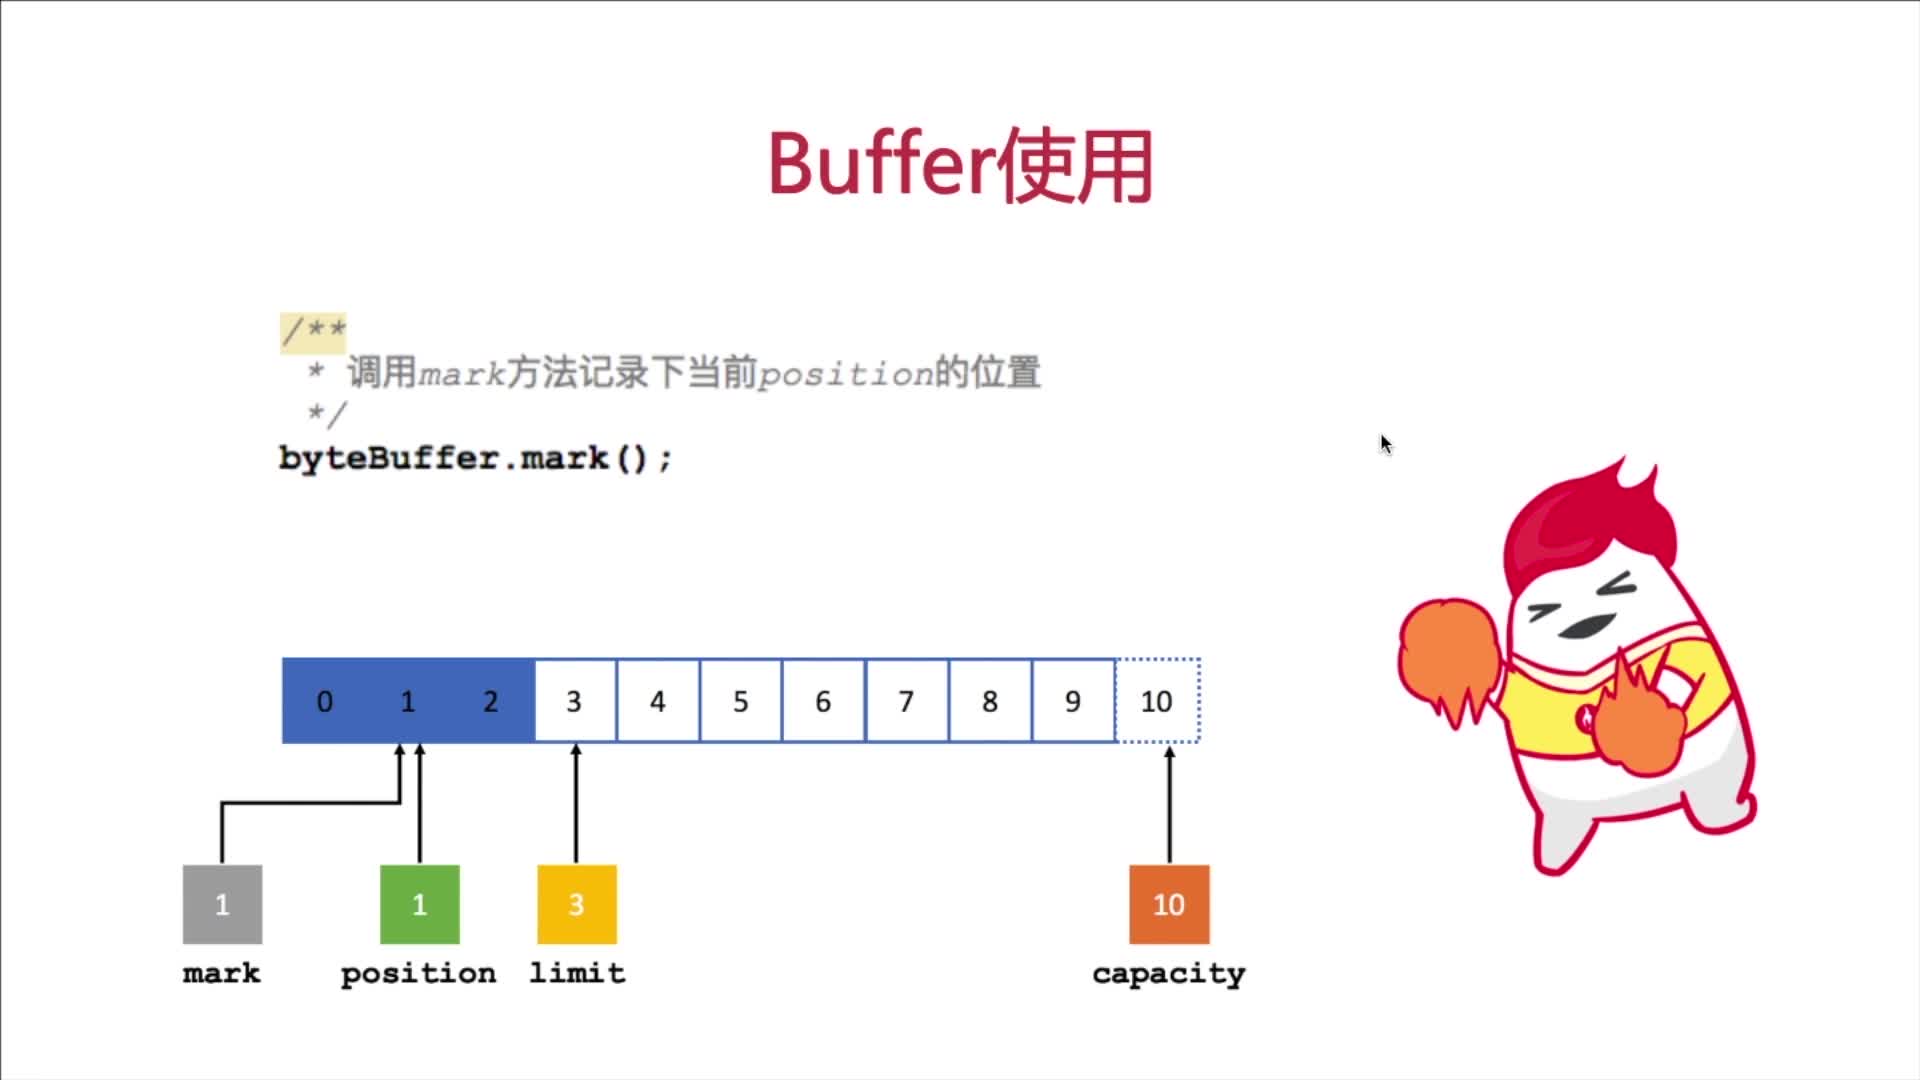 Buffer使用
/**
* 调用mark方法记录下当前position的位置
*/
byteBuffer.mark();
0 1 2 3 4 5 6 7 8 9 10
1 1 3 10
mark position limit capacity